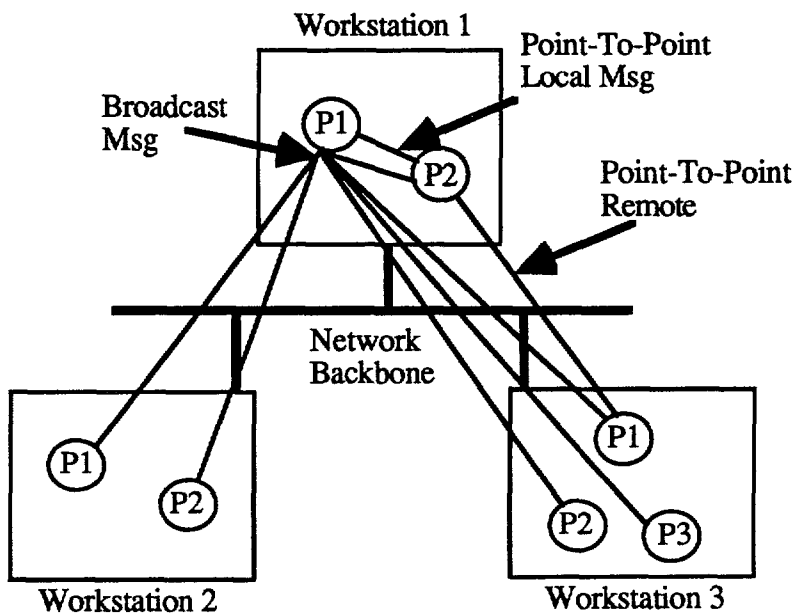 Workstation 1
Point-To-Point
Local Msg
Broadcast
Msg
P1
P2
Point-To-Point
Remote
Network
Backbone
P1
P2
P1
P2
P3
Workstation 2
Workstation 3